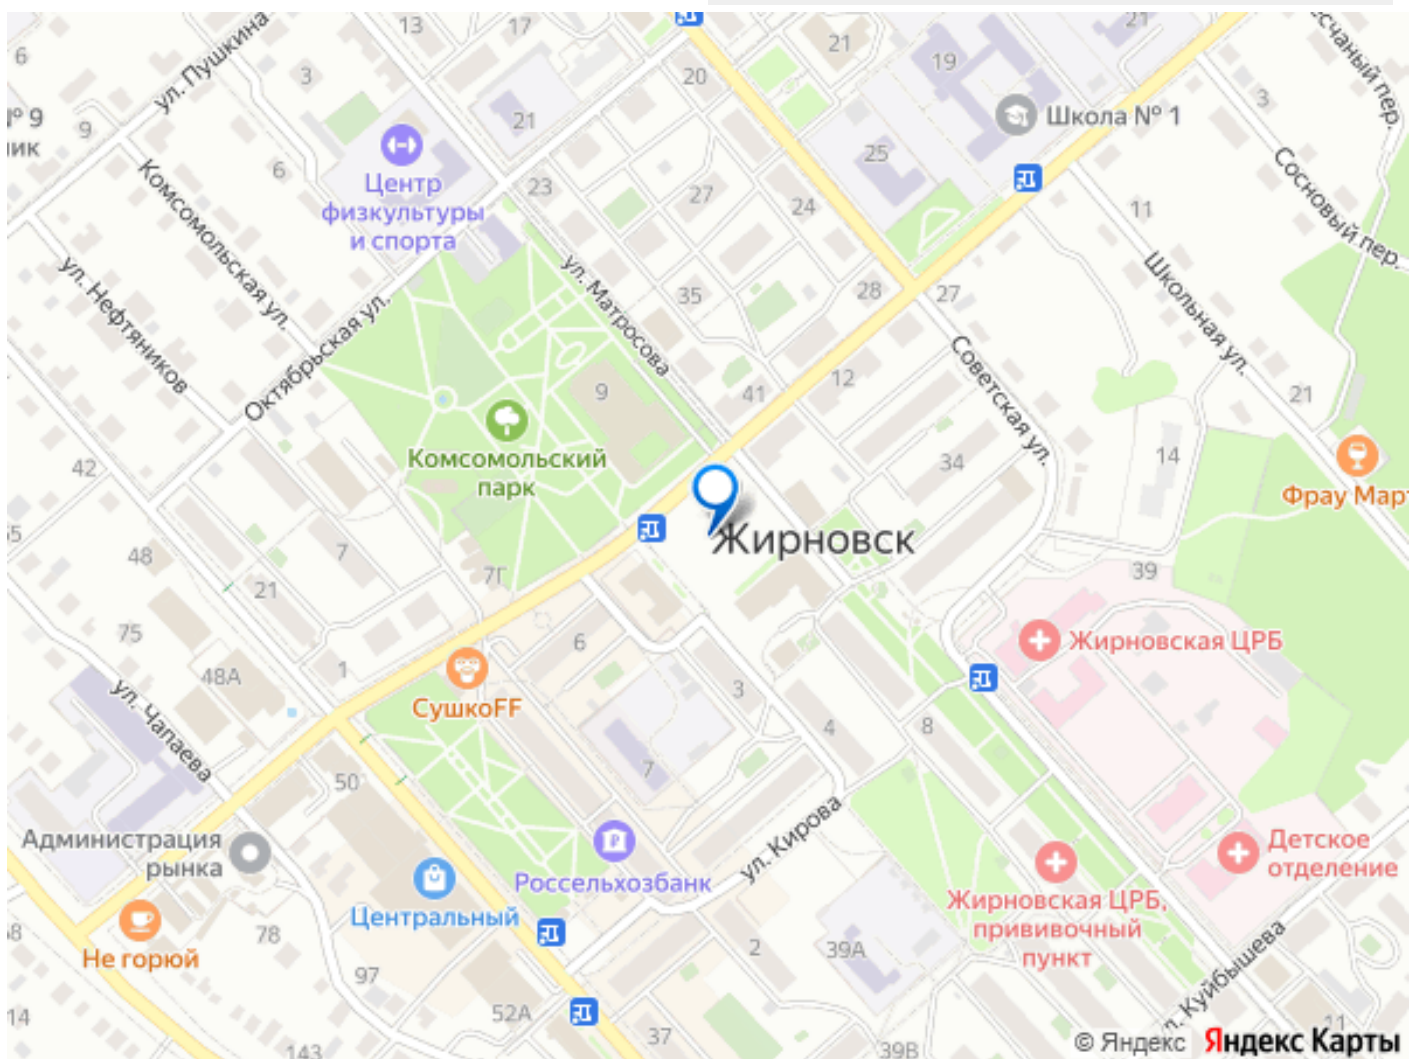 13
17
21
21
6
ул. Пушкина
3
20
19
3
Школа № 1
№ 9
ик
9
21
25
Центр
физкультуры
и спорта
6
23
27
24
11
Сосновый пер.
Комсомольская ул.
ул. Нефтяников
ул. Матросова
35
28
27
Школьная ул.
Октябрьская ул.
9
41
12
Советская ул.
21
Комсомольский
парк
42
34
14
Фрау Март
Жирновск
48
7
7Г
21
39
75
1
6
Жирновская ЦРБ
48А
СушкоFF
3
4
8
ул. Чапаева
50
7
Администрация
рынка
ул. Кирова
Россельхозбанк
Центральный
Детское
отделение
Жирновская ЦРБ,
прививочный
пункт
Не горюй
78
97
2
39А
52А
37
39В
14
143
11
л. Куйбышева
© Яндекс
Яндекс Карты